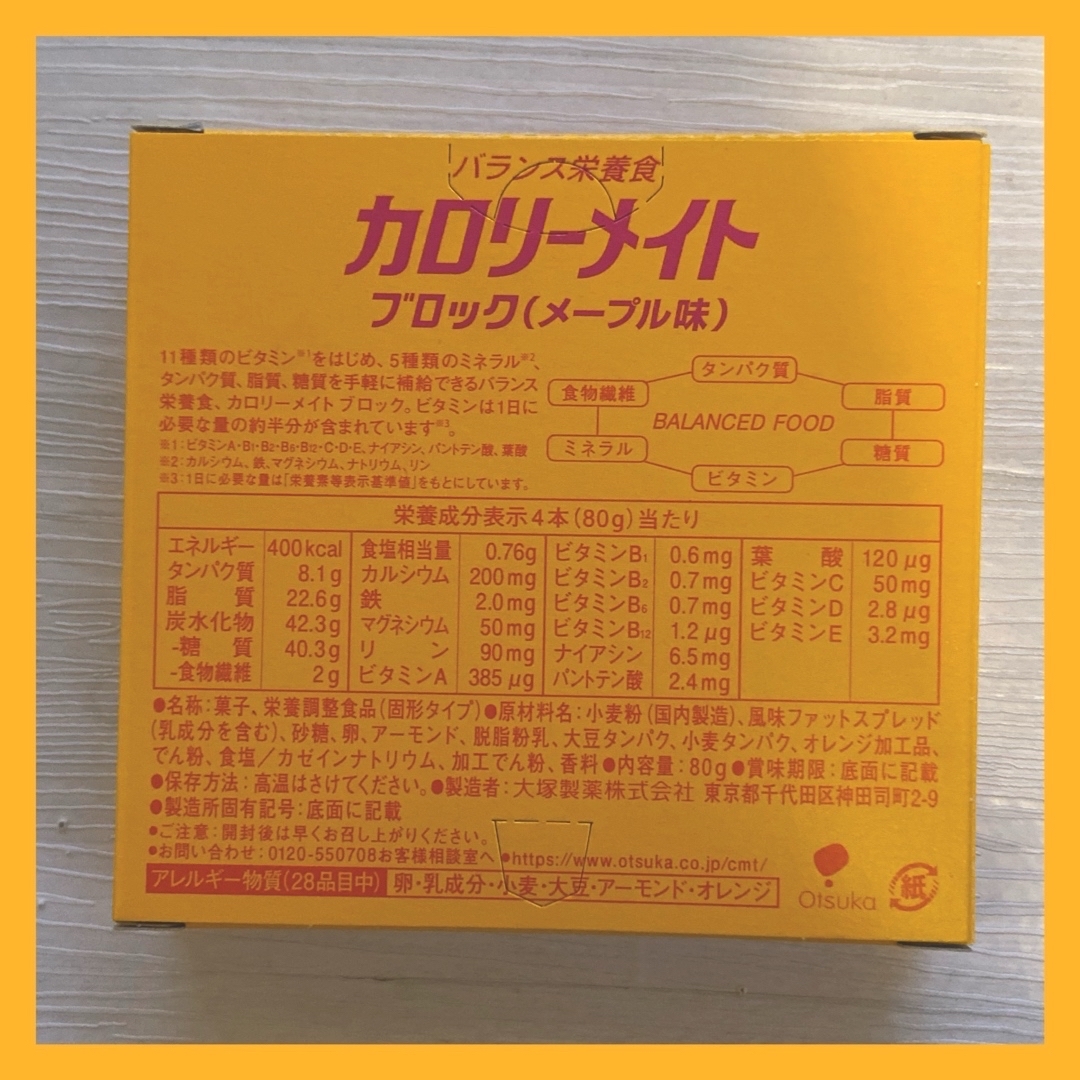 バランス栄養食
カロリーメイト
ブロック(メープル味)
11種類のビタミン※1をはじめ、5種類のミネラル※2、
タンパク質、脂質、糖質を手軽に補給できるバランス
栄養食、カロリーメイト ブロック。ビタミンは1日に
必要な量の約半分が含まれています※3。
※1:ビタミンA・B1・B2・B6・B12・C・D・E、ナイアシン、パントテン酸、葉酸
※2:カルシウム、鉄、マグネシウム、ナトリウム、リン
※3:1日に必要な量は「栄養素等表示基準値」をもとにしています。
タンパク質
食物繊維
脂質
BALANCED FOOD
ミネラル
糖質
ビタミン
栄養成分表示4本(80g)当たり
エネルギー 400kcal
タンパク質 8.1g
脂質 22.6g
炭水化物 42.3g
-糖質 40.3g
-食物繊維 2g
食塩相当量 0.76g
カルシウム 200mg
鉄 2.0mg
マグネシウム 50mg
リン 90mg
ビタミンA 385μg
ビタミンB1 0.6mg
ビタミンB2 0.7mg
ビタミンB6 0.7mg
ビタミンB12 1.2μg
ナイアシン 6.5mg
パントテン酸 2.4mg
葉酸 120μg
ビタミンC 50mg
ビタミンD 2.8μg
ビタミンE 3.2mg
●名称:菓子、栄養調整食品(固形タイプ)●原材料名:小麦粉(国内製造)、風味ファットスプレッド
(乳成分を含む)、砂糖、卵、アーモンド、脱脂粉乳、大豆タンパク、小麦タンパク、オレンジ加工品、
でん粉、食塩/カゼインナトリウム、加工でん粉、香料●内容量:80g●賞味期限:底面に記載
●保存方法:高温はさけてください。●製造者:大塚製薬株式会社 東京都千代田区神田司町2-9
●製造所固有記号:底面に記載
●ご注意:開封後は早くお召し上がりください。
●お問い合わせ:0120-550708お客様相談室へ ●https://www.otsuka.co.jp/cmt/
アレルギー物質(28品目中) 卵・乳成分・小麦・大豆・アーモンド・オレンジ
Otsuka
紙